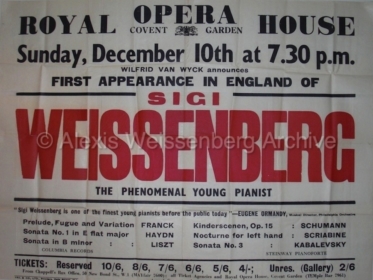 ROYAL OPERA HOUSE
COVENT GARDEN
Sunday, December 10th at 7.30 p.m.
WILFRID VAN WYCK announces
FIRST APPEARANCE IN ENGLAND OF
SIGI
WEISSENBERG
© Alexis Weissenberg Archive
THE PHENOMENAL YOUNG PIANIST
"Sigi Weissenberg is one of the finest young pianists before the public today" —EUGENE ORMANDY,
Prelude, Fugue and Variation FRANCK
Sonata No. 1 in E flat major HAYDN
Sonata in B minor : : LISZT
COLUMBIA RECORDS
Kinderscenen, Op. 15 : SCHUMANN
Nocturne for left hand : SCRIABINE
Sonata No. 3 : KABALEVSKY
STEINWAY PIANOFORTE
TICKETS: Reserved 10/6, 8/6, 7/6, 6/6, 5/6, 4/-; Unres. (Gallery) 2/6